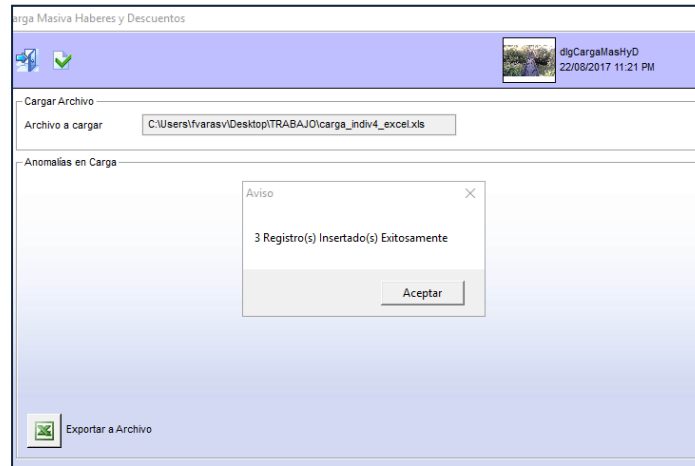 arga Masiva Haberes y Descuentos
dlgCargaMasHyD
22/08/2017 11:21 PM
Cargar Archivo
Archivo a cargar
C:\Users\fvarasv\Desktop\TRABAJO\carga_indiv4_excel.xls
Anomalías en Carga
Aviso
3 Registro(s) Insertado(s) Exitosamente
Aceptar
Exportar a Archivo